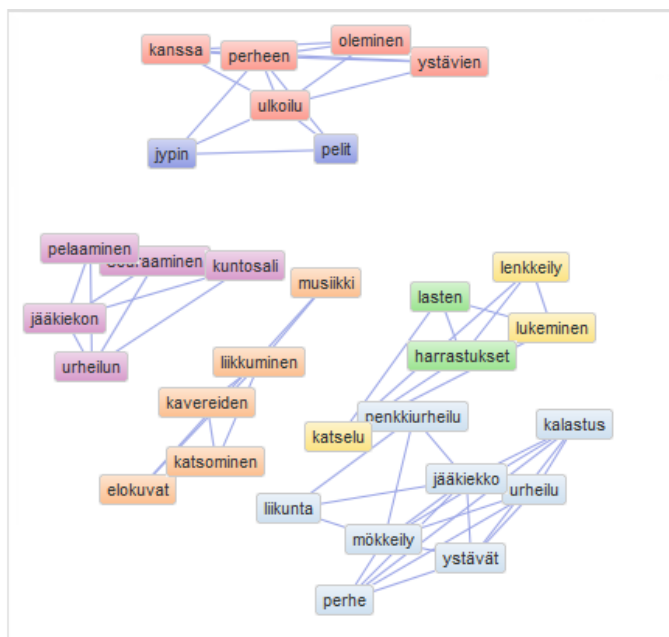 oleminen
kanssa
perheen
ystävien
ulkoilu
jypin
pelit
pelaaminen
seuraaminen
kuntosali
lenkkeily
musiikki
lasten
jääkiekon
lukeminen
harrastukset
liikkuminen
urheilun
kavereiden
penkkiurheilu
kalastus
katselu
katsominen
jääkiekko
elokuvat
urheilu
liikunta
mökkeily
ystävät
perhe